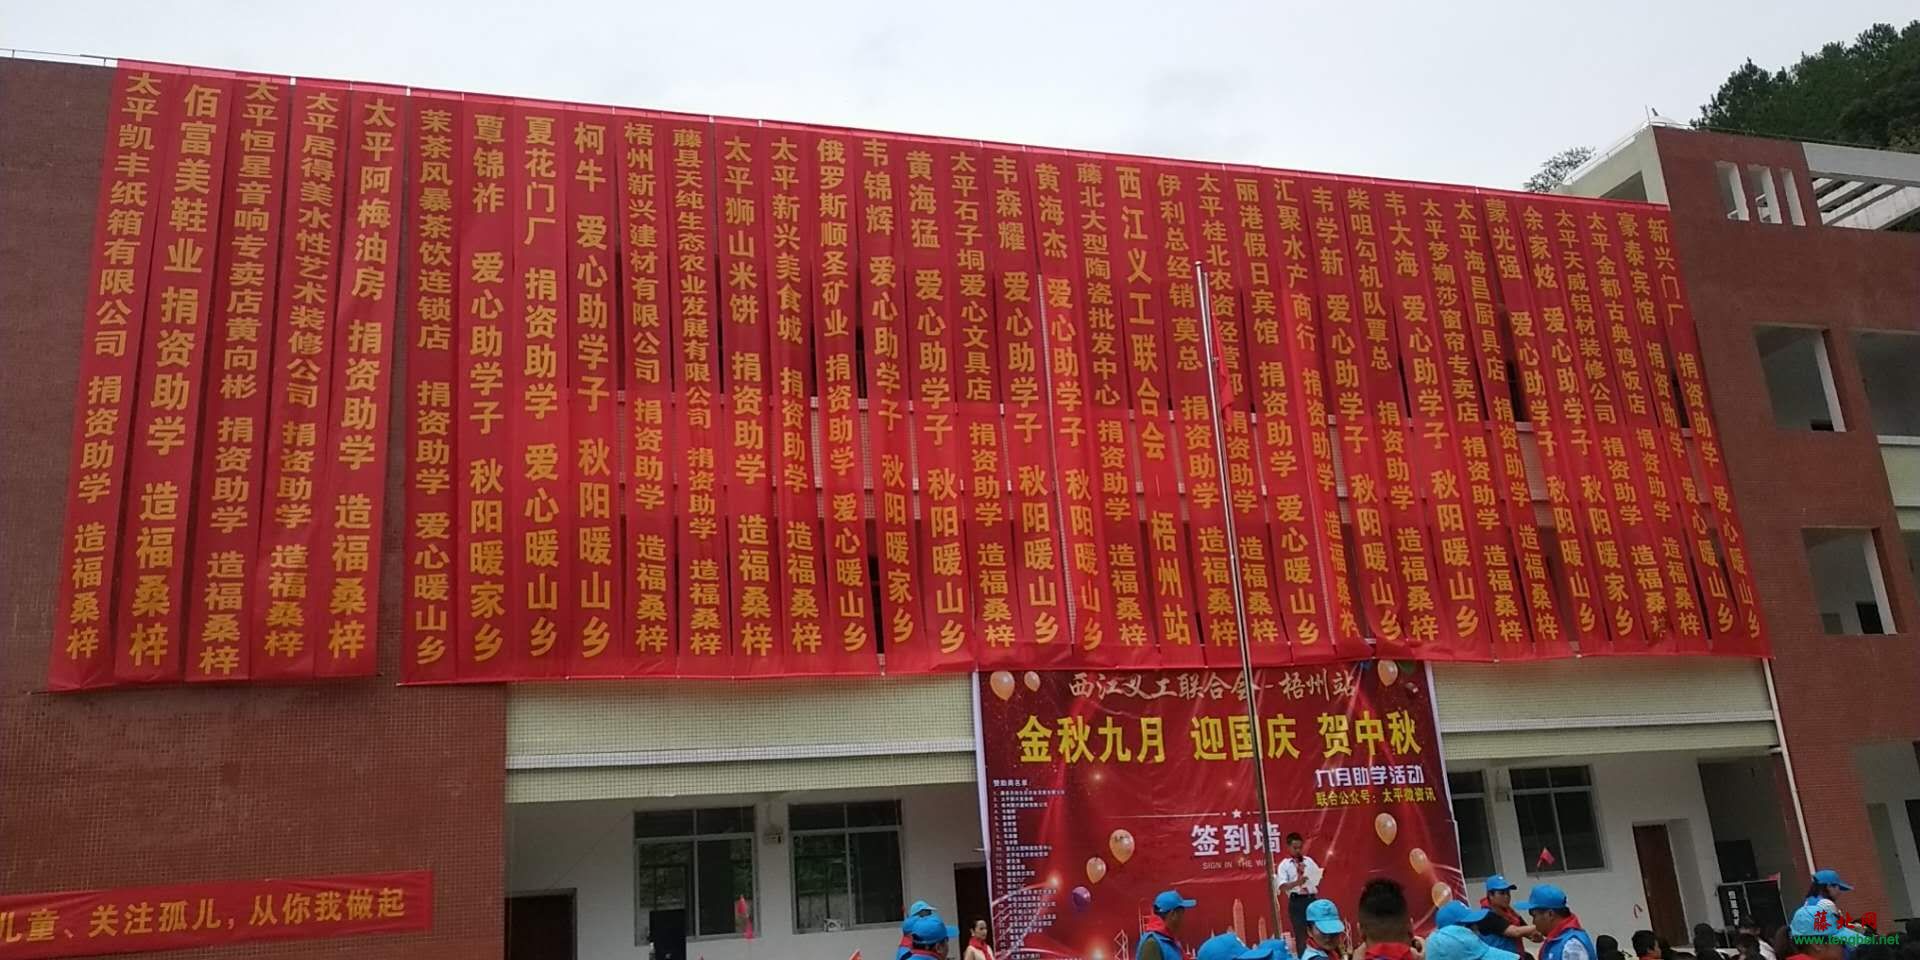 太平凯丰纸箱有限公司 捐资助学 造福桑梓
佰富美鞋业 捐资助学 造福桑梓
太平恒星音响专卖店黄向彬 捐资助学 造福桑梓
太平居得美水性艺术装修公司 捐资助学 造福桑梓
太平阿梅油房 捐资助学 造福桑梓
茉茶风暴茶饮连锁店 捐资助学 爱心暖山乡
覃锦祚 爱心助学子 秋阳暖家乡
夏花门厂 捐资助学 爱心暖山乡
柯牛 爱心助学子 秋阳暖山乡
梧州新兴建材有限公司 捐资助学 造福桑梓
藤县天纯生态农业发展有限公司 捐资助学 造福桑梓
太平狮山米饼 捐资助学 造福桑梓
太平新兴美食城 捐资助学 造福桑梓
俄罗斯顺圣矿业 捐资助学 爱心暖山乡
韦锦辉 爱心助学子 秋阳暖家乡
黄海猛 爱心助学子 秋阳暖山乡
太平石子垌爱心文具店 捐资助学 造福桑梓
韦森耀 爱心助学子 秋阳暖山乡
黄海杰 爱心助学子 秋阳暖山乡
藤北大型陶瓷批发中心 捐资助学 造福桑梓
西江义工联合会－梧州站
伊利总经销 莫总 捐资助学 造福桑梓
太平桂北农资经营部 捐资助学 造福桑梓
丽港假日宾馆 捐资助学 爱心暖山乡
汇聚水产商行 捐资助学 造福桑梓
韦学新 爱心助学子 秋阳暖山乡
柴咀勾机队覃总 捐资助学 造福桑梓
韦大海 爱心助学子 秋阳暖山乡
太平梦婀莎窗帘专卖店 捐资助学 造福桑梓
太平海昌厨具店 捐资助学 造福桑梓
蒙光强 爱心助学子 秋阳暖山乡
余家炫 爱心助学子 秋阳暖家乡
太平天威铝材装修公司 捐资助学 造福桑梓
太平金都古典鸡饭店 捐资助学 造福桑梓
豪泰宾馆 捐资助学 爱心暖山乡
新兴门厂 捐资助学 爱心暖山乡
西江义工联合会-梧州站
金秋九月 迎国庆 贺中秋
九月助学活动
联合公众号：太平微资讯
赞助商名单
签到墙
SIGN IN THE WA
儿童、关注孤儿，从你我做起
藤北网
www.tengbei.net